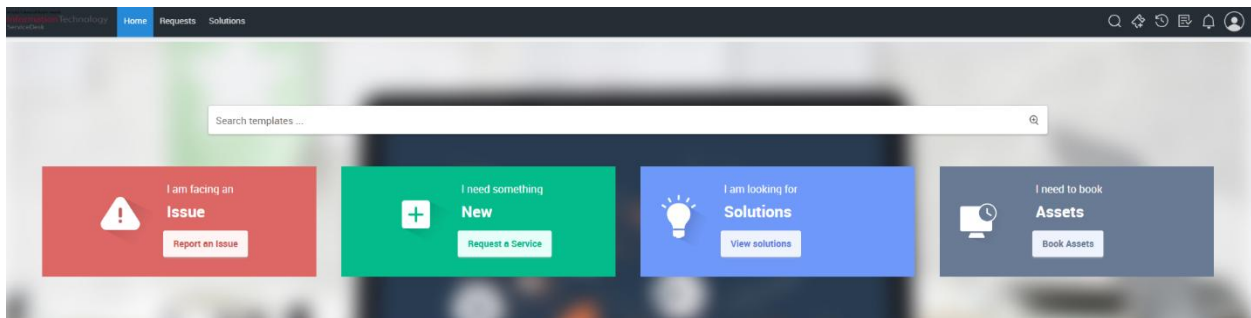 Information Technology
ServiceDesk
Home
Requests
Solutions
Search templates ...
I am facing an
Issue
Report an Issue
I need something
New
Request a Service
I am looking for
Solutions
View solutions
I need to book
Assets
Book Assets